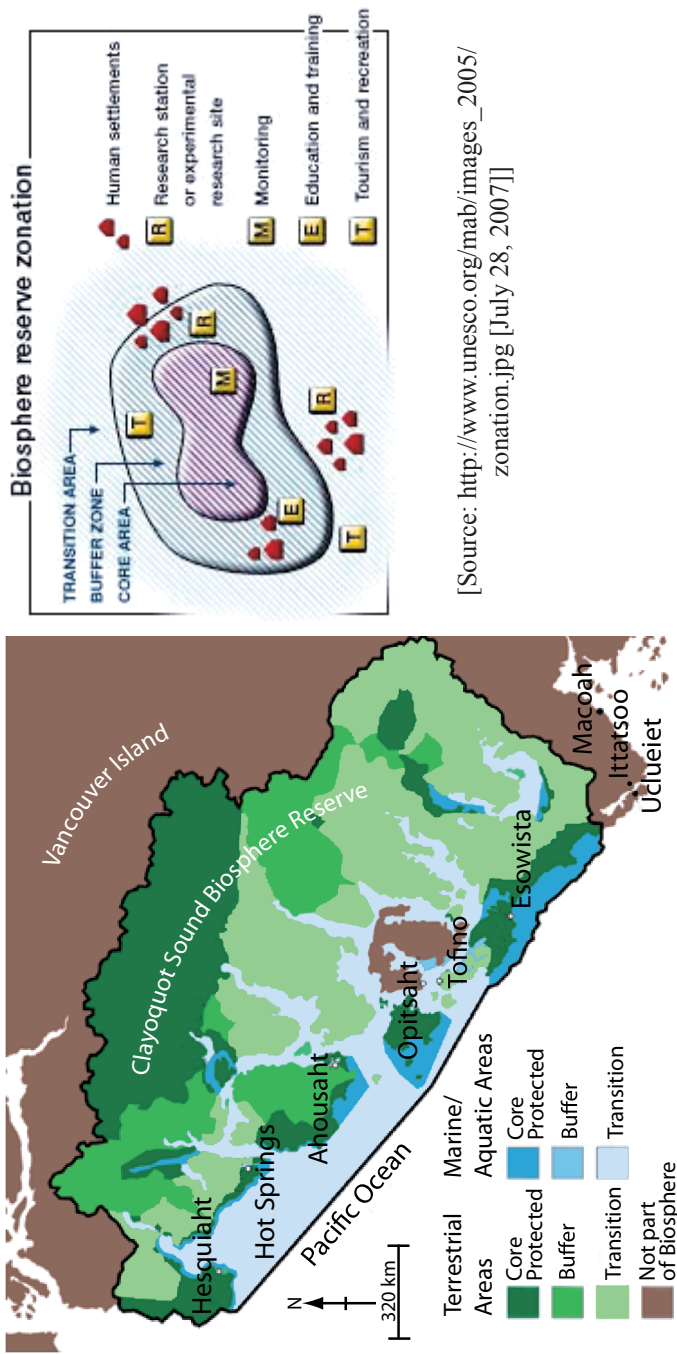 Vancouver Island
Clayoquot Sound Biosphere Reserve
Hesquiaht
Hot Springs
Ahousaht
Opitsaht
Tofino
Esowista
Macoah
Ittatsoo
Uclueiet
Pacific Ocean
N
320 km
Terrestrial
Areas
Core
Protected
Buffer
Transition
Not part
of Biosphere
Marine/
Aquatic Areas
Core
Protected
Buffer
Transition
Biosphere reserve zonation
TRANSITION AREA
BUFFER ZONE
CORE AREA
T
R
M
E
R
T
Human settlements
R Research station
or experimental
research site
M Monitoring
E Education and training
T Tourism and recreation
[Source: http://www.unesco.org/mab/images_2005/
zonation.jpg [July 28, 2007]]